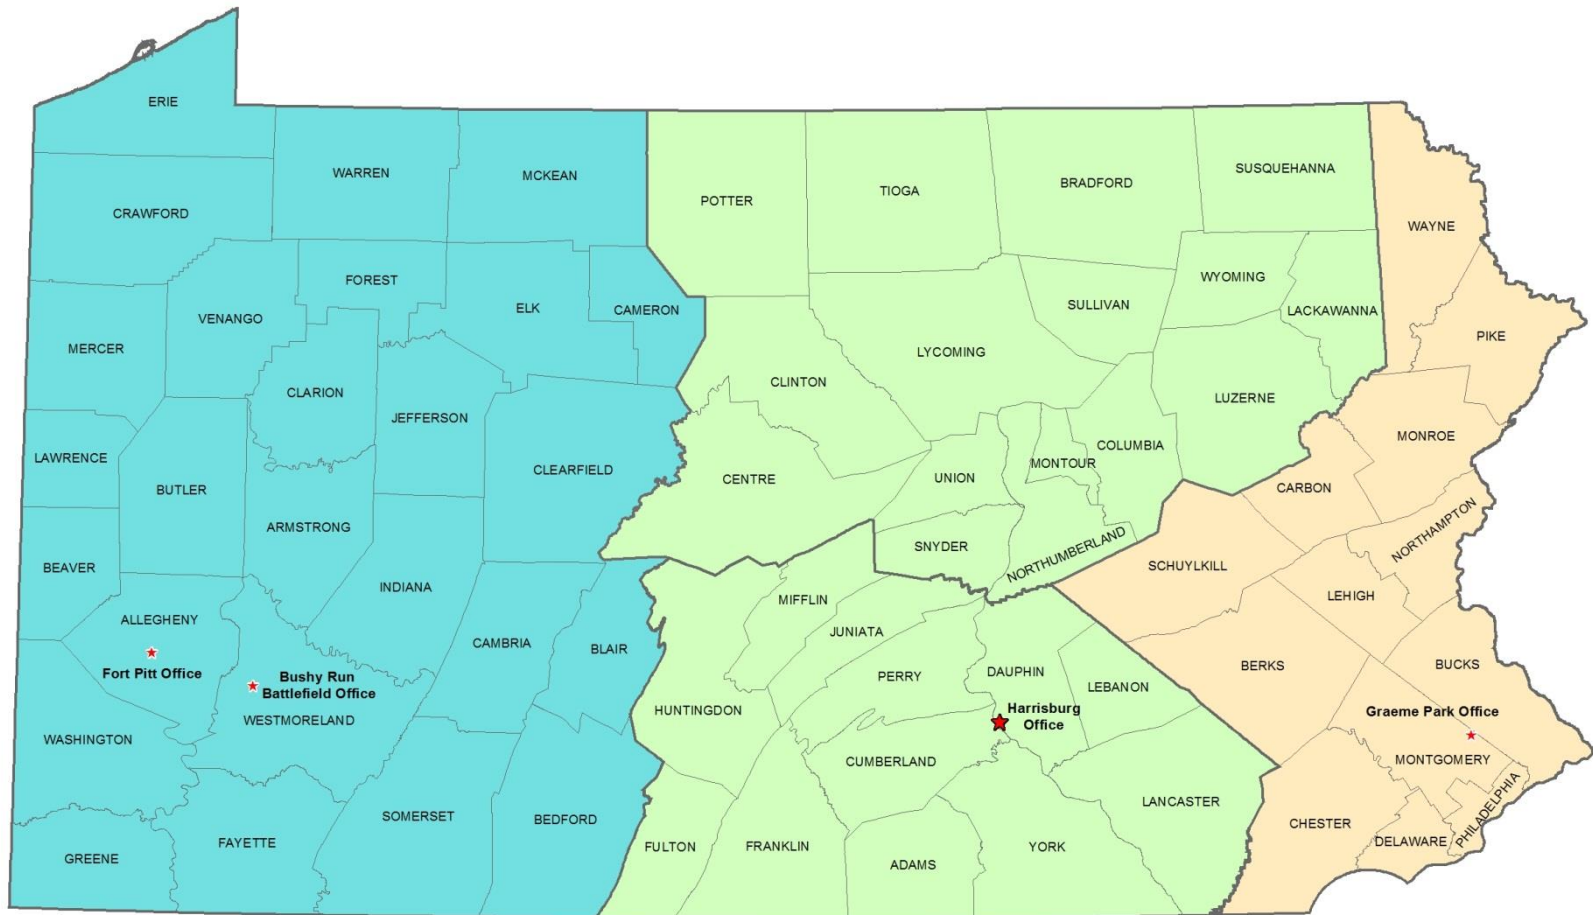 ERIE
WARREN
MCKEAN
CRAWFORD
POTTER
TIOGA
BRADFORD
SUSQUEHANNA
WAYNE
FOREST
VENANGO
ELK
CAMERON
MERCER
WYOMING
SULLIVAN
LACKAWANNA
PIKE
LYCOMING
CLINTON
CLARION
JEFFERSON
LUZERNE
LAWRENCE
CLEARFIELD
COLUMBIA
MONROE
MONTOUR
UNION
CENTRE
BUTLER
CARBON
ARMSTRONG
NORTHAMPTON
SNYDER
NORTHUMBERLAND
BEAVER
INDIANA
SCHUYLKILL
MIFFLIN
LEHIGH
ALLEGHENY
JUNIATA
CAMBRIA
BLAIR
BERKS
BUCKS
Fort Pitt Office
Bushy Run
Battlefield Office
PERRY
DAUPHIN
LEBANON
WESTMORELAND
HUNTINGDON
Harrisburg
Office
Graeme Park Office
WASHINGTON
CUMBERLAND
MONTGOMERY
LANCASTER
PHILADELPHIA
SOMERSET
BEDFORD
CHESTER
DELAWARE
FAYETTE
GREENE
FULTON
FRANKLIN
ADAMS
YORK